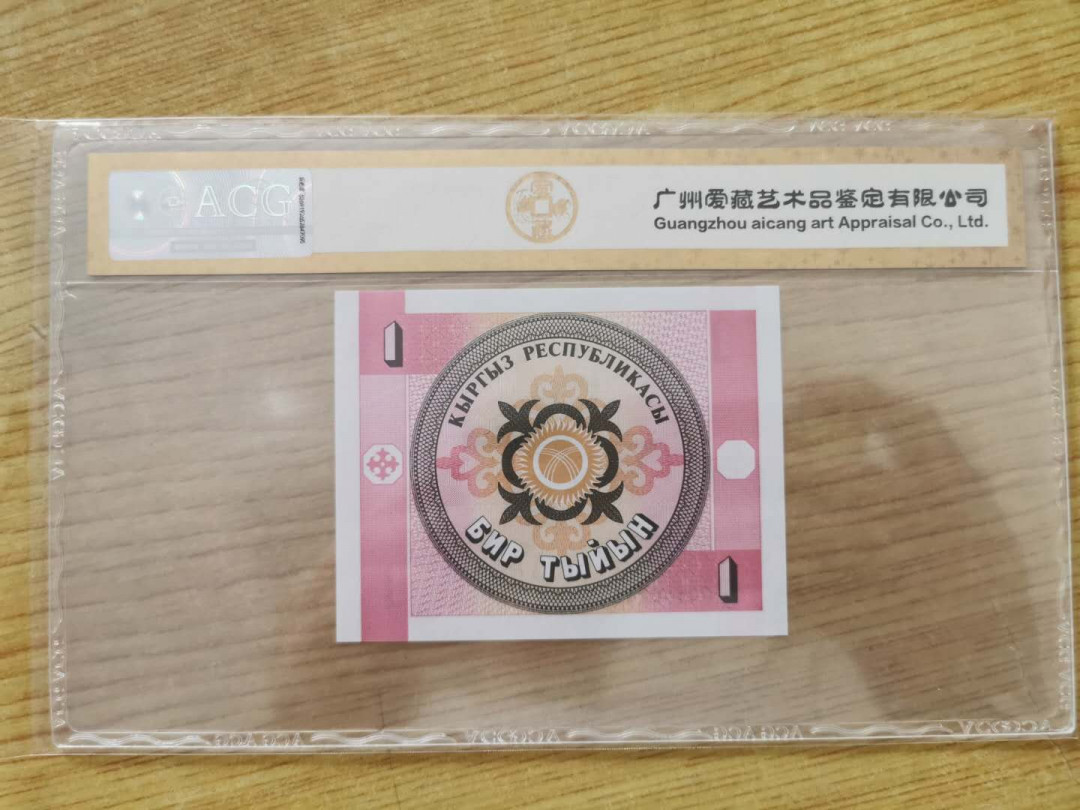 ACG
广州爱藏艺术品鉴定有限公司
Guangzhou aicang art Appraisal Co., Ltd.
1
КЫРГЫЗ РЕСПУБЛИКАСЫ
БИР ТЫЙЫН
1